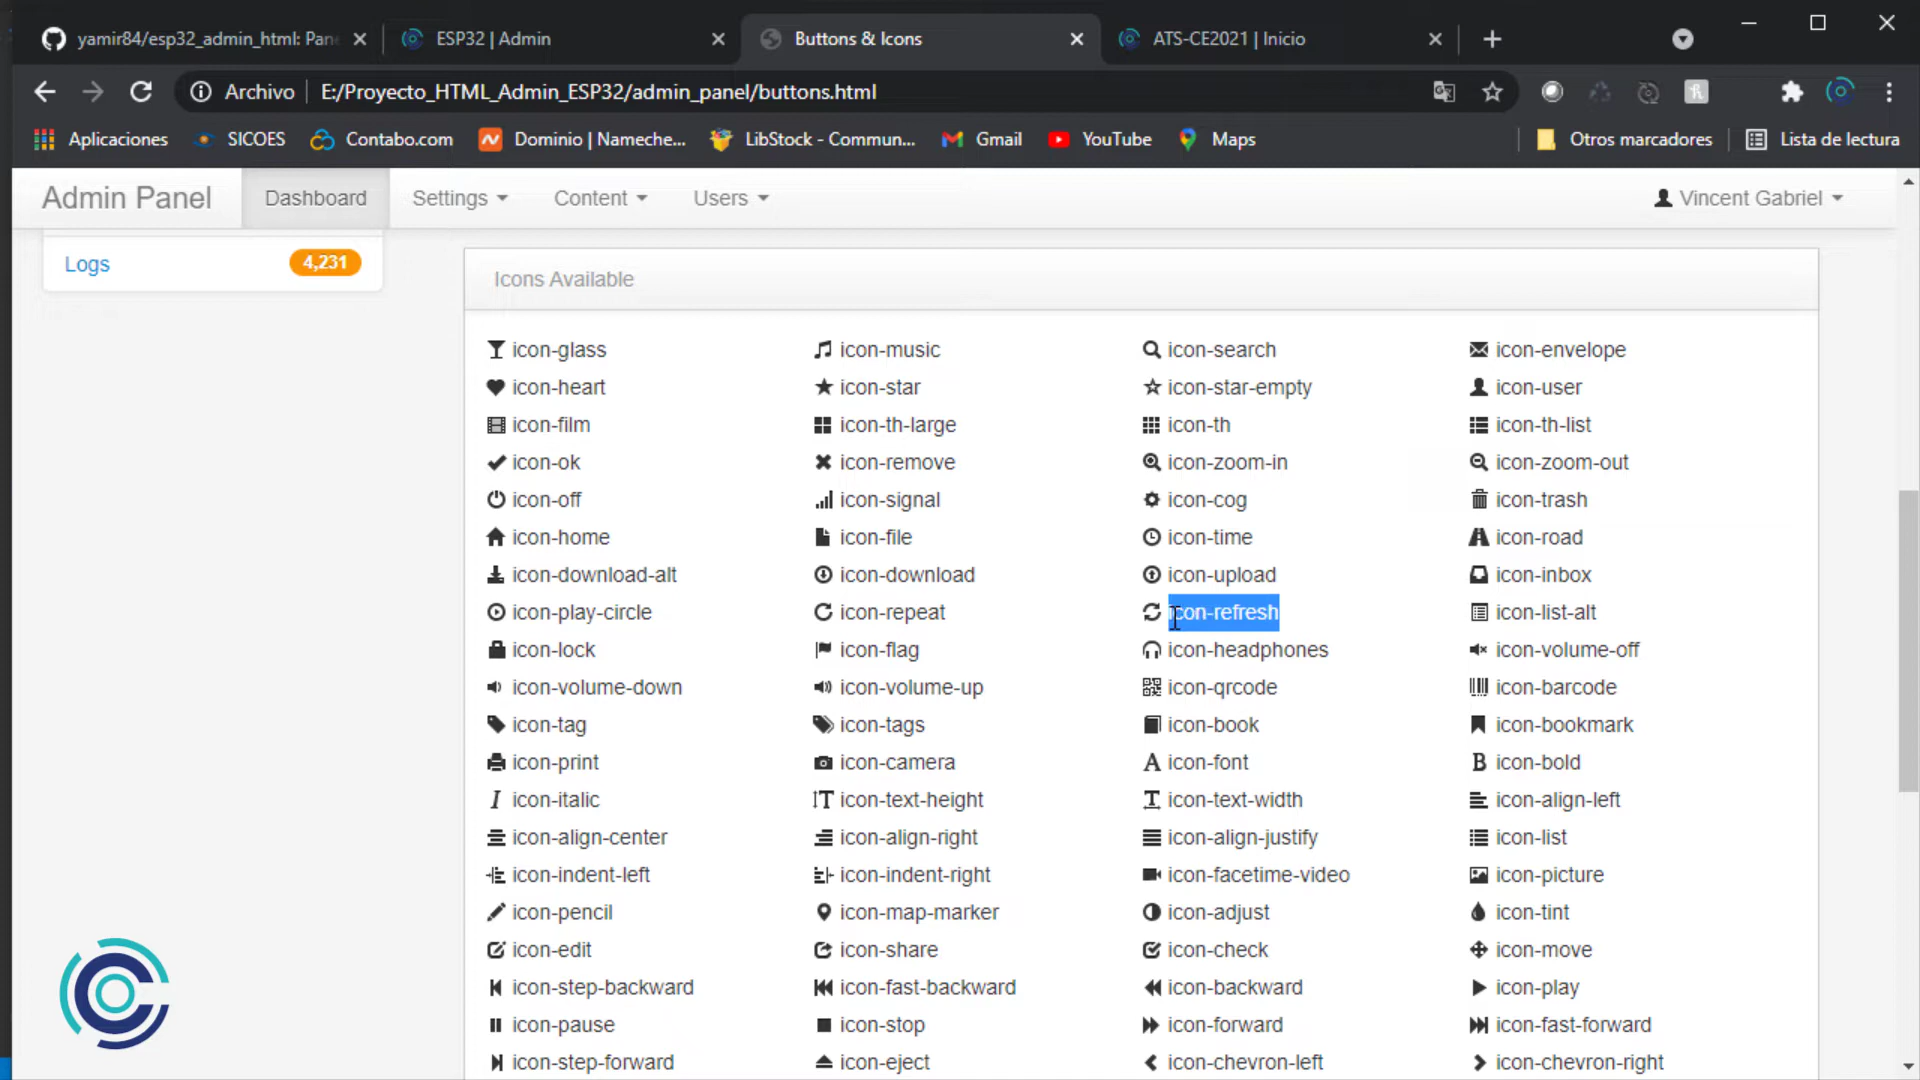 yamir84/esp32_admin_html: Pan
ESP32 | Admin
Buttons & Icons
ATS-CE2021 | Inicio
Archivo
E:/Proyecto_HTML_Admin_ESP32/admin_panel/buttons.html
Aplicaciones
SICOES
Contabo.com
Dominio | Nameche...
LibStock - Commun...
Gmail
YouTube
Maps
Otros marcadores
Lista de lectura
Admin Panel
Dashboard
Settings
Content
Users
Vincent Gabriel
Logs
4,231
Icons Available
icon-glass icon-music icon-search icon-envelope
icon-heart icon-star icon-star-empty icon-user
icon-film icon-th-large icon-th icon-th-list
icon-ok icon-remove icon-zoom-in icon-zoom-out
icon-off icon-signal icon-cog icon-trash
icon-home icon-file icon-time icon-road
icon-download-alt icon-download icon-upload icon-inbox
icon-play-circle icon-repeat icon-refresh icon-list-alt
icon-lock icon-flag icon-headphones icon-volume-off
icon-volume-down icon-volume-up icon-qrcode icon-barcode
icon-tag icon-tags icon-book icon-bookmark
icon-print icon-camera icon-font icon-bold
icon-italic icon-text-height icon-text-width icon-align-left
icon-align-center icon-align-right icon-align-justify icon-list
icon-indent-left icon-indent-right icon-facetime-video icon-picture
icon-pencil icon-map-marker icon-adjust icon-tint
icon-edit icon-share icon-check icon-move
icon-step-backward icon-fast-backward icon-backward icon-play
icon-pause icon-stop icon-forward icon-fast-forward
icon-step-forward icon-eject icon-chevron-left icon-chevron-right